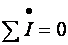 ∑ İ = 0